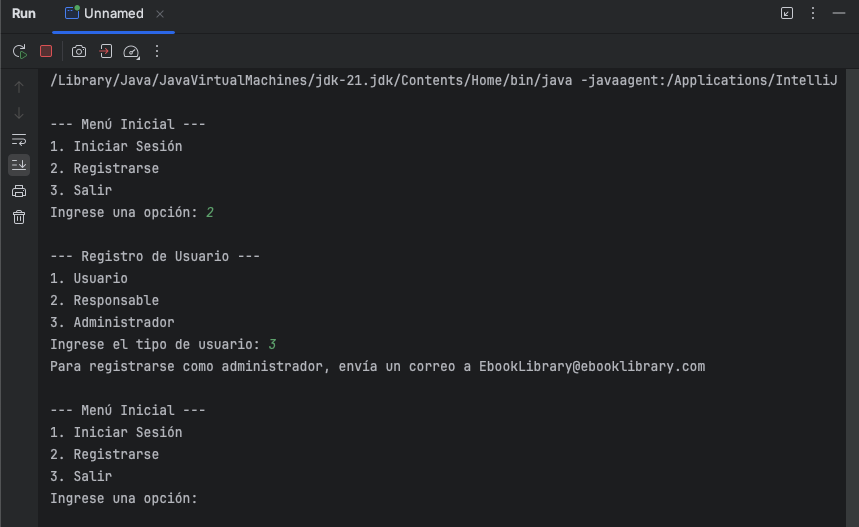 Run
Unnamed
/Library/Java/JavaVirtualMachines/jdk-21.jdk/Contents/Home/bin/java -javaagent:/Applications/IntelliJ
--- Menú Inicial ---
1. Iniciar Sesión
2. Registrarse
3. Salir
Ingrese una opción: 2
--- Registro de Usuario ---
1. Usuario
2. Responsable
3. Administrador
Ingrese el tipo de usuario: 3
Para registrarse como administrador, envía un correo a EbookLibrary@ebooklibrary.com
--- Menú Inicial ---
1. Iniciar Sesión
2. Registrarse
3. Salir
Ingrese una opción: